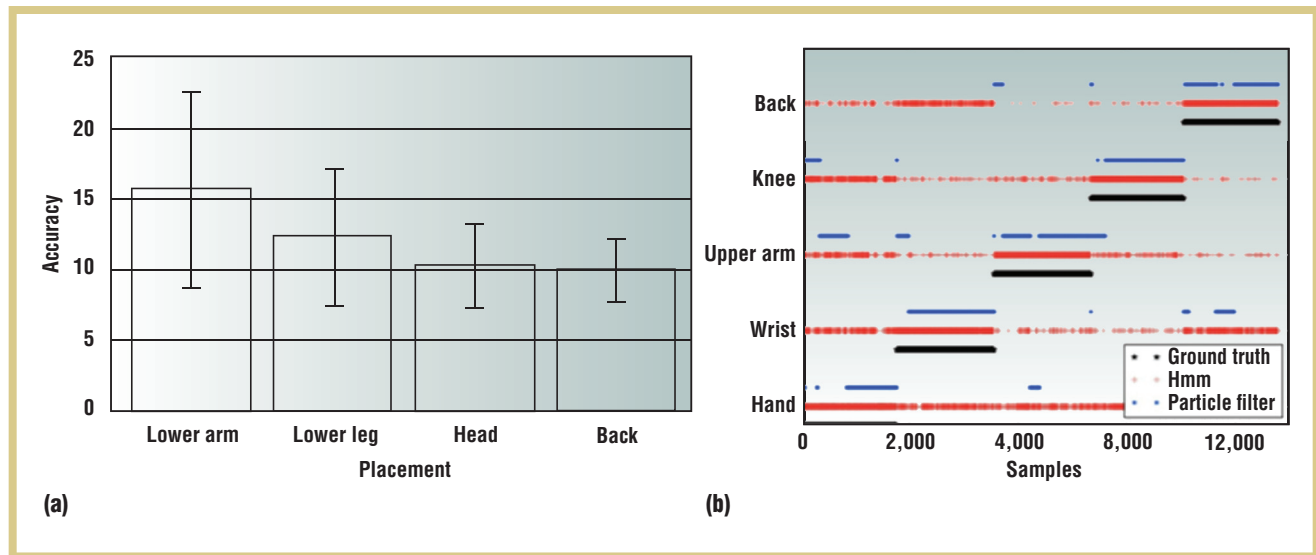 25
20
15
10
5
0
Accuracy
Lower arm Lower leg Head Back
Placement
(a)
Back
Knee
Upper arm
Wrist
Hand
Ground truth
Hmm
Particle filter
0 2,000 4,000 8,000 12,000
Samples
(b)